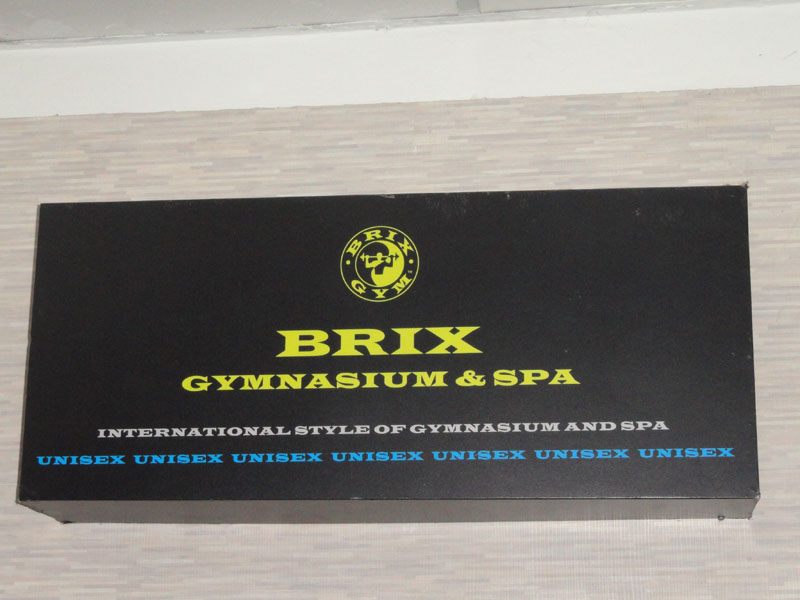 BRIX
GYM
BRIX
GYMNASIUM & SPA
INTERNATIONAL STYLE OF GYMNASIUM AND SPA
UNISEX UNISEX UNISEX UNISEX UNISEX UNISEX UNISEX